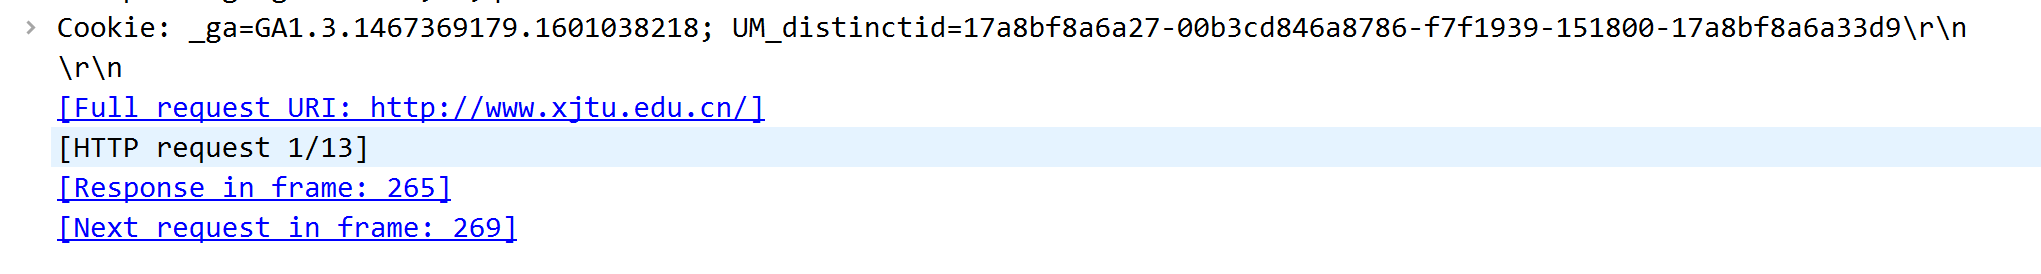 Cookie: _ga=GA1.3.1467369179.1601038218; UM_distinctid=17a8bf8a6a27-00b3cd846a8786-f7f1939-151800-17a8bf8a6a33d9\r\n
\r\n
[Full request URI: http://www.xjtu.edu.cn/]
[HTTP request 1/13]
[Response in frame: 265]
[Next request in frame: 269]